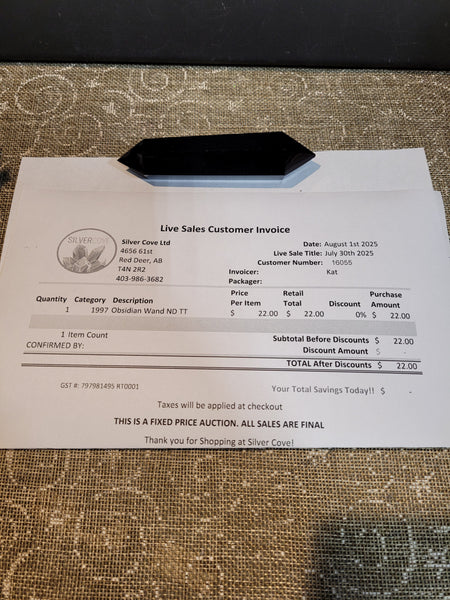 Live Sales Customer Invoice
SILVERCOVE
Silver Cove Ltd
4656 61st
Red Deer, AB
T4N 2R2
403-986-3682
Date: August 1st 2025
Live Sale Title: July 30th 2025
Customer Number: 16055
Invoicer: Kat
Packager:
Quantity Category Description Price Per Item Retail Total Discount Purchase Amount
1 1997 Obsidian Wand ND TT $ 22.00 $ 22.00 0% $ 22.00
1 Item Count
Subtotal Before Discounts $ 22.00
CONFIRMED BY:
Discount Amount $ -
TOTAL After Discounts $ 22.00
GST #: 797981495 RT0001
Your Total Savings Today!! $ -
Taxes will be applied at checkout
THIS IS A FIXED PRICE AUCTION. ALL SALES ARE FINAL
Thank you for Shopping at Silver Cove!